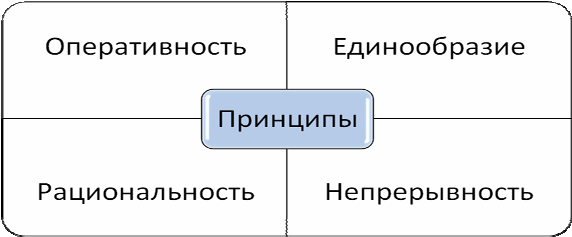 Оперативность
Единообразие
Принципы
Рациональность
Непрерывность